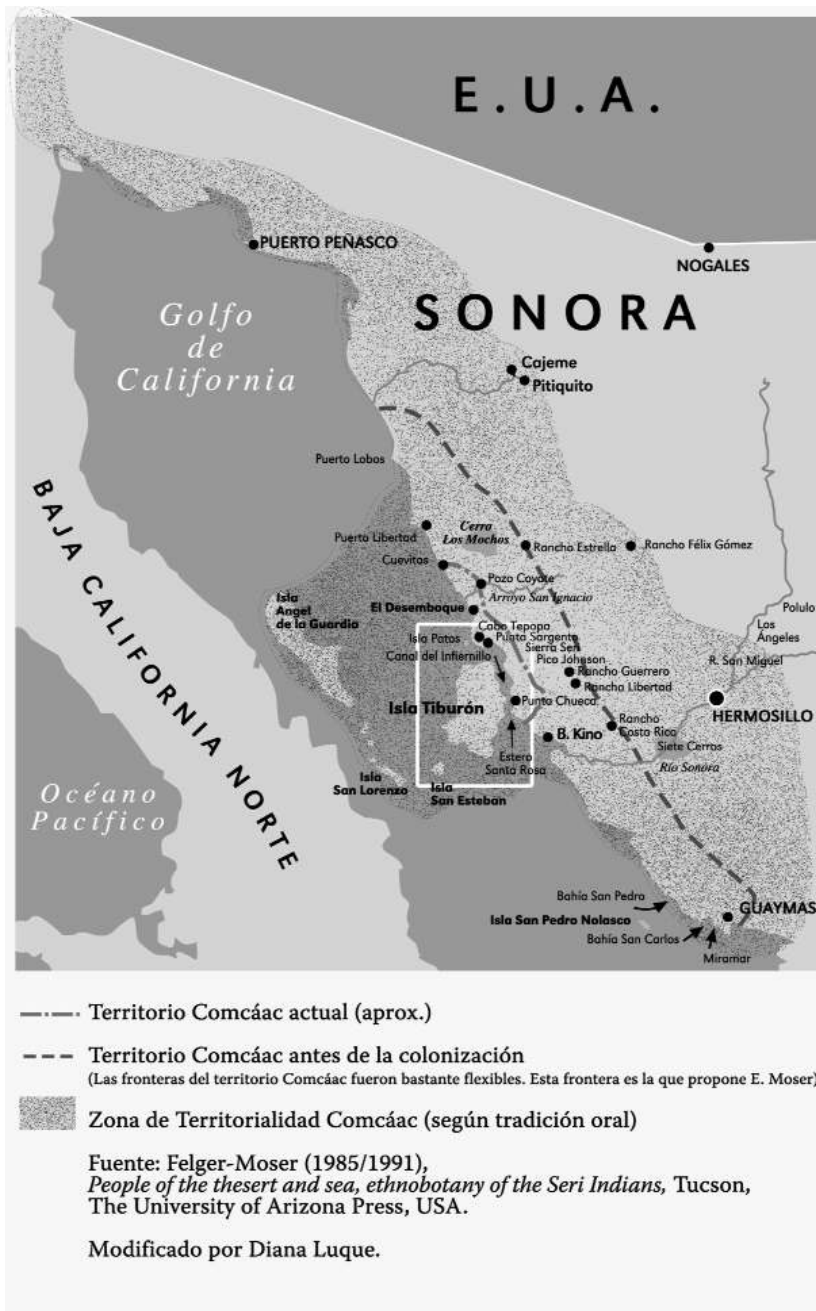 E.U.A.
PUERTO PEÑASCO
NOGALES
SONORA
Golfo
de
California
Cajeme
Pitiquito
Puerto Lobos
BAJA CALIFORNIA NORTE
Puerto Libertad
Cerra
Los Mochos
Rancho Estrella
Rancho Félix Gómez
Cuevitas
Pozo Coyote
Arroyo San Ignacio
Isla
Angel
de la Guardia
El Desemboque
Polulo
Los
Ángeles
Cabo Tepopa
Isla Patos
Punta Sargento
Sierra Seri
Canal del Infiernillo
Pico Johnson
R. San Miguel
Rancho Guerrero
Rancho Libertad
Isla Tiburón
Punta Chueca
HERMOSILLO
B. Kino
Rancho
Costa Rica
Siete Cerros
Estero
Santa Rosa
Río Sonora
Isla
San Lorenzo
Isla
San Esteban
Océano
Pacífico
Bahía San Pedro
GUAYMAS
Isla San Pedro Nolasco
Bahía San Carlos
Miramar
Territorio Comcáac actual (aprox.)
Territorio Comcáac antes de la colonización
(Las fronteras del territorio Comcáac fueron bastante flexibles. Esta frontera es la que propone E. Moser)
Zona de Territorialidad Comcáac (según tradición oral)
Fuente: Felger-Moser (1985/1991),
People of the thesert and sea, ethnobotany of the Seri Indians, Tucson,
The University of Arizona Press, USA.
Modificado por Diana Luque.